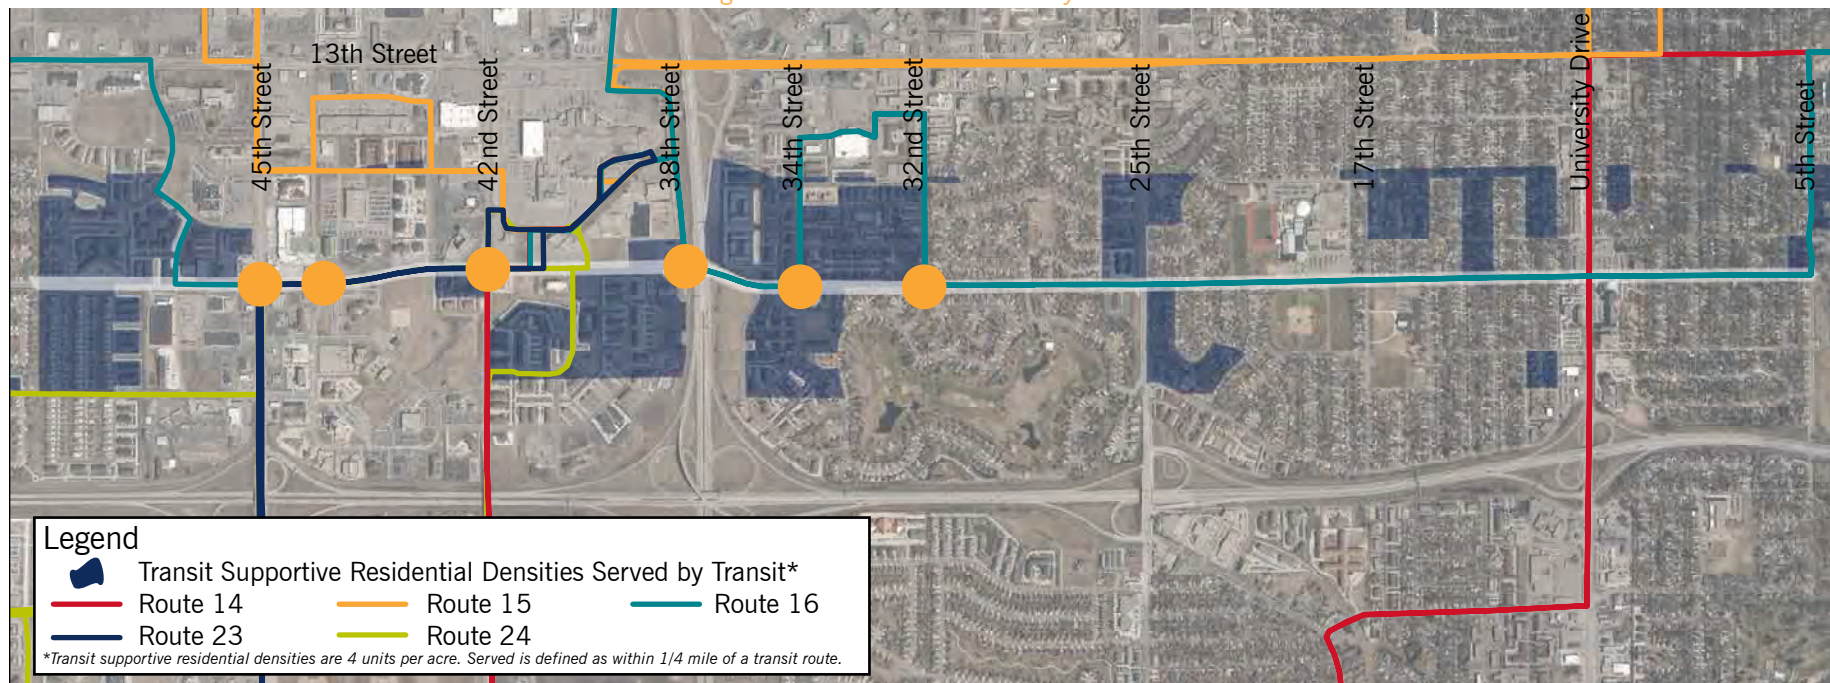 13th Street
45th Street
42nd Street
38th Street
34th Street
32nd Street
25th Street
17th Street
University Drive
5th Street
Legend
Transit Supportive Residential Densities Served by Transit*
Route 14 Route 15 Route 16
Route 23 Route 24
*Transit supportive residential densities are 4 units per acre. Served is defined as within 1/4 mile of a transit route.